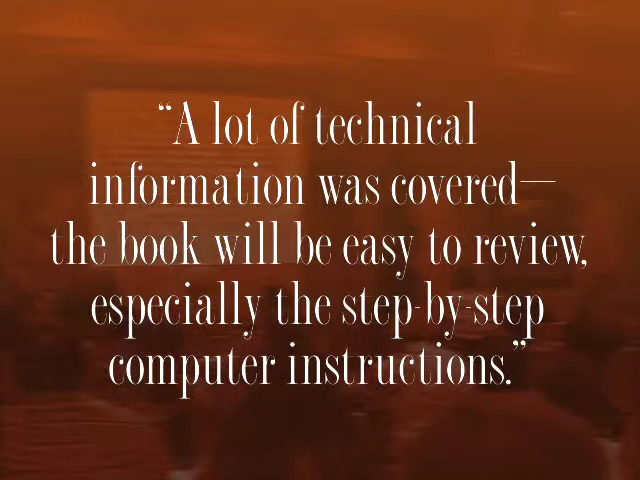 “A lot of technical
information was covered—
the book will be easy to review,
especially the step-by-step
computer instructions.”